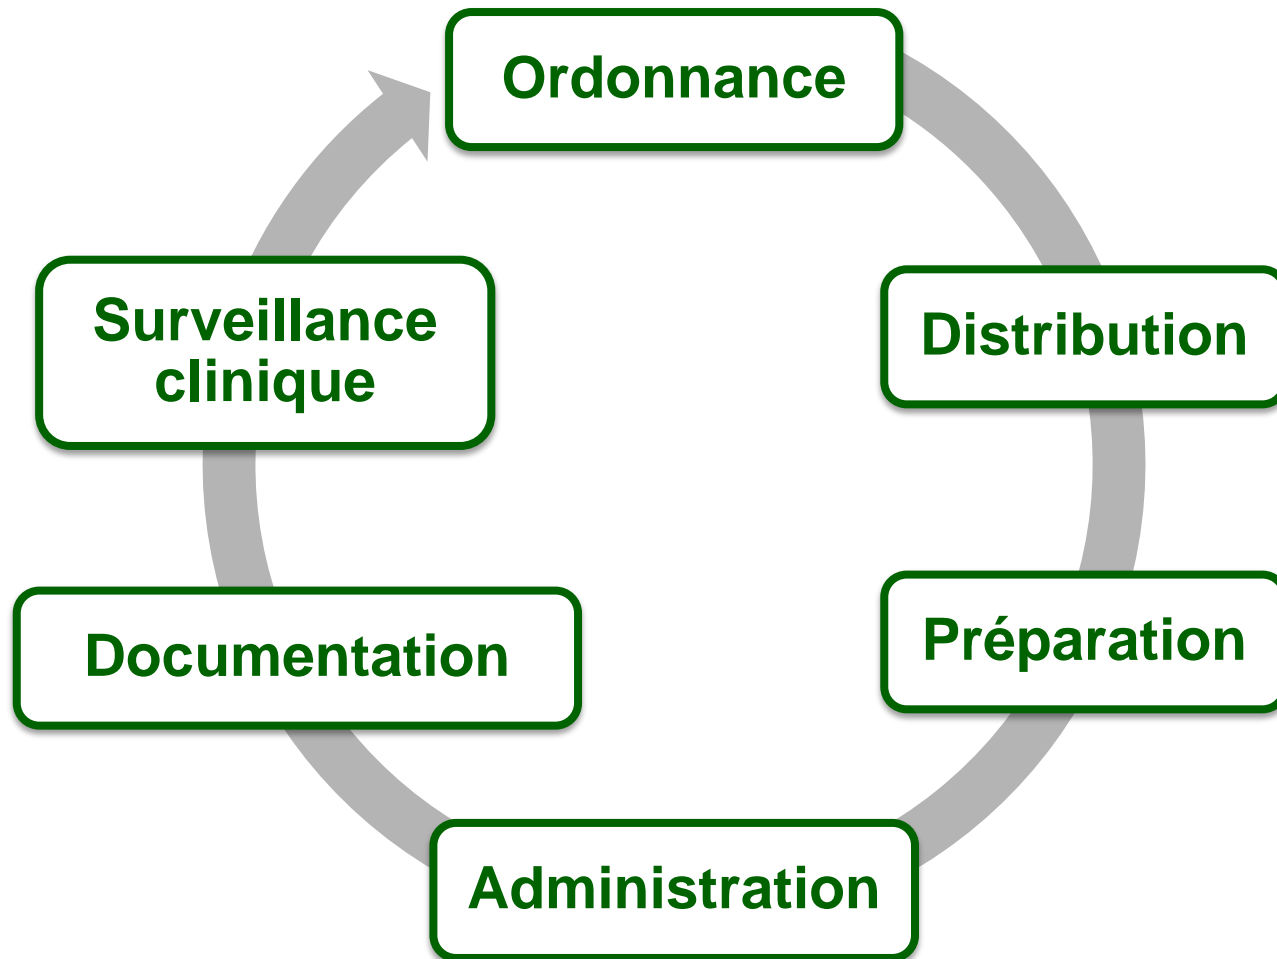 Ordonnance
Distribution
Préparation
Administration
Documentation
Surveillance
clinique